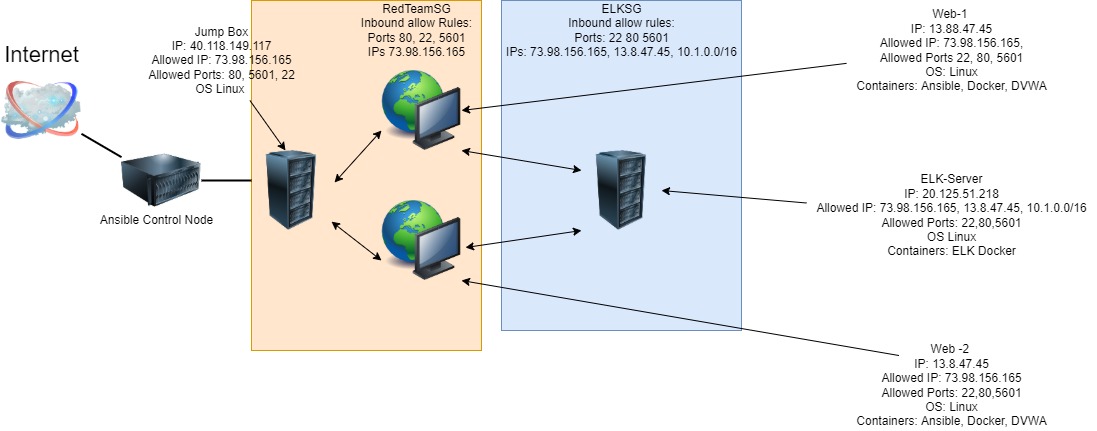 Internet
Ansible Control Node
Jump Box
IP: 40.118.149.117
Allowed IP: 73.98.156.165
Allowed Ports: 80, 5601, 22
OS Linux
RedTeamSG
Inbound allow Rules:
Ports 80, 22, 5601
IPs 73.98.156.165
ELKSG
Inbound allow rules:
Ports: 22 80 5601
IPs: 73.98.156.165, 13.8.47.45, 10.1.0.0/16
Web-1
IP: 13.88.47.45
Allowed IP: 73.98.156.165,
Allowed Ports 22, 80, 5601
OS: Linux
Containers: Ansible, Docker, DVWA
ELK-Server
IP: 20.125.51.218
Allowed IP: 73.98.156.165, 13.8.47.45, 10.1.0.0/16
Allowed Ports: 22,80,5601
OS Linux
Containers: ELK Docker
Web -2
IP: 13.8.47.45
Allowed IP: 73.98.156.165
Allowed Ports: 22,80,5601
OS: Linux
Containers: Ansible, Docker, DVWA